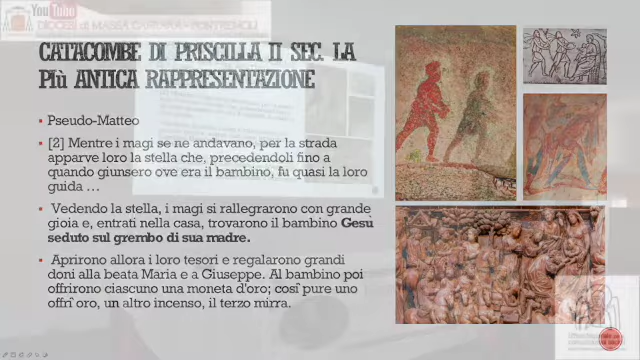 You Tube
DIOCESI di MASSA CARRARA - PONTREMOLI
CATACOMBE DI PRISCILLA II SEC. LA
PIÙ ANTICA RAPPRESENTAZIONE
Pseudo-Matteo
[2] Mentre i magi se ne andavano, per la strada
apparve loro la stella che, precedendoli fino a
quando giunsero ove era il bambino, fu quasi la loro
guida …
Vedendo la stella, i magi si rallegrarono con grande
gioia e, entrati nella casa, trovarono il bambino Gesù
seduto sul grembo di sua madre.
Aprirono allora i loro tesori e regalarono grandi
doni alla beata Maria e a Giuseppe. Al bambino poi
offrirono ciascuno una moneta d'oro; così pure uno
offrì oro, un altro incenso, il terzo mirra.